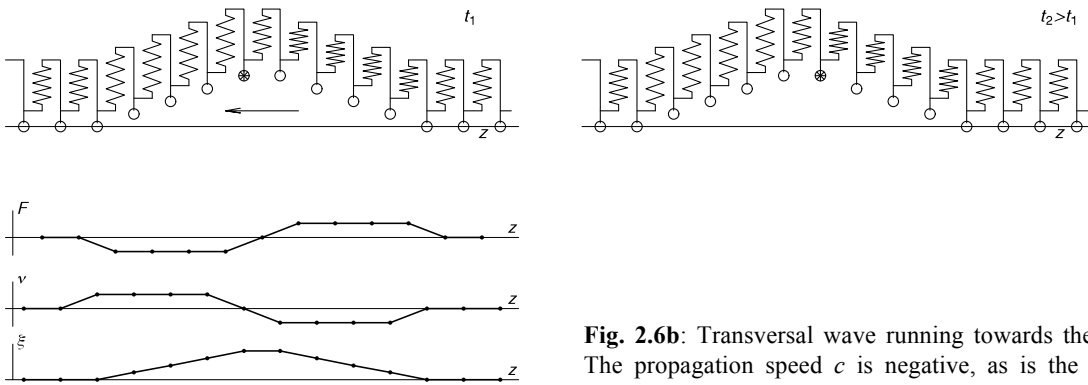 t₁
z
t₂>t₁
z
F
z
ν
z
ξ
z
Fig. 2.6b: Transversal wave running towards the
The propagation speed c is negative, as is the